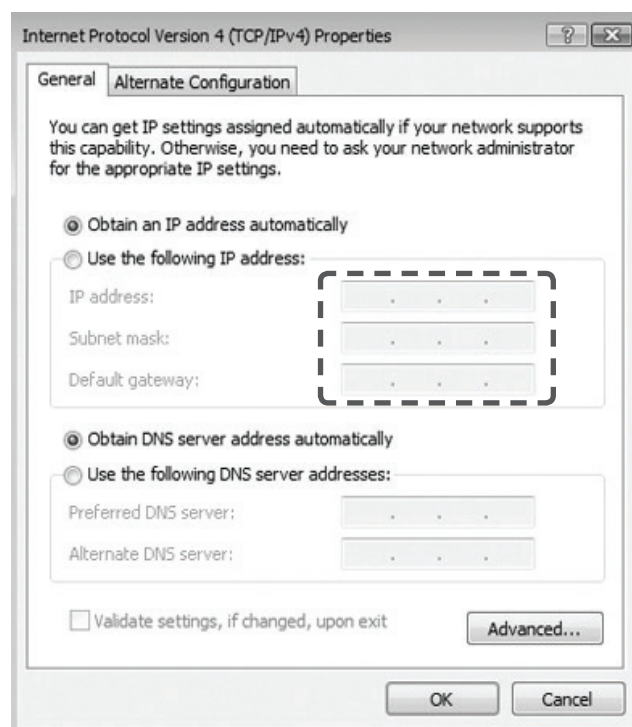 Internet Protocol Version 4 (TCP/IPv4) Properties
General
Alternate Configuration
You can get IP settings assigned automatically if your network supports
this capability. Otherwise, you need to ask your network administrator
for the appropriate IP settings.
Obtain an IP address automatically
Use the following IP address:
IP address:
Subnet mask:
Default gateway:
Obtain DNS server address automatically
Use the following DNS server addresses:
Preferred DNS server:
Alternate DNS server:
Validate settings, if changed, upon exit
Advanced...
OK
Cancel